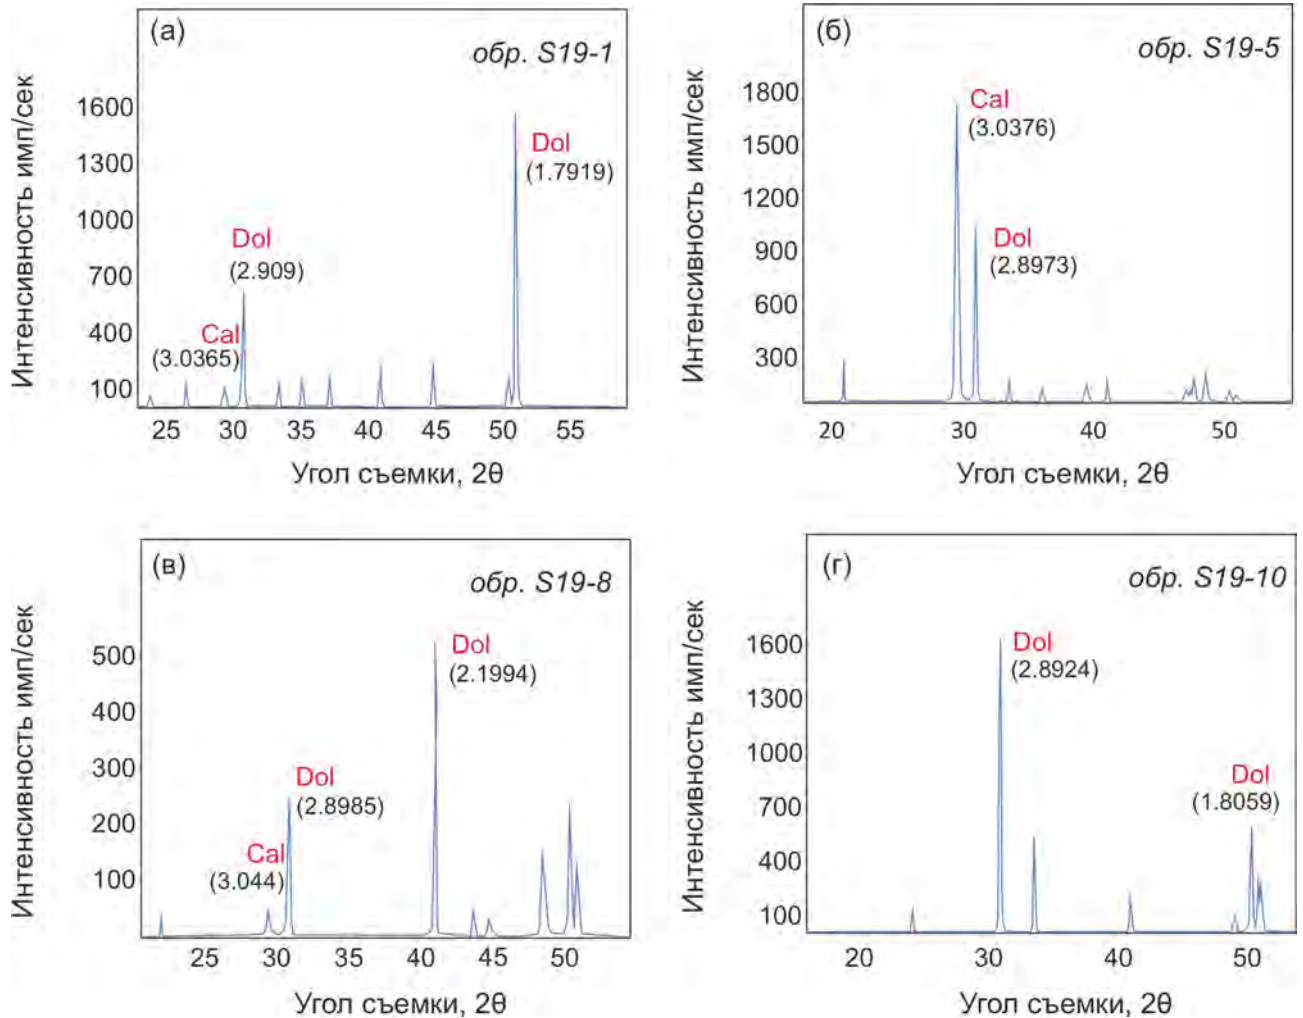 (а)
обр. S19-1
Интенсивность имп/сек
1600
1300
1000
700
400
100
Dol
(1.7919)
Dol
(2.909)
Cal
(3.0365)
25 30 35 40 45 50 55
Угол съемки, 2θ
(б)
обр. S19-5
Интенсивность имп/сек
1800
1500
1200
900
600
300
Cal
(3.0376)
Dol
(2.8973)
20 30 40 50
Угол съемки, 2θ
(в)
обр. S19-8
Интенсивность имп/сек
500
400
300
200
100
Dol
(2.1994)
Dol
(2.8985)
Cal
(3.044)
25 30 35 40 45 50
Угол съемки, 2θ
(г)
обр. S19-10
Интенсивность имп/сек
1600
1300
1000
700
400
100
Dol
(2.8924)
Dol
(1.8059)
20 30 40 50
Угол съемки, 2θ